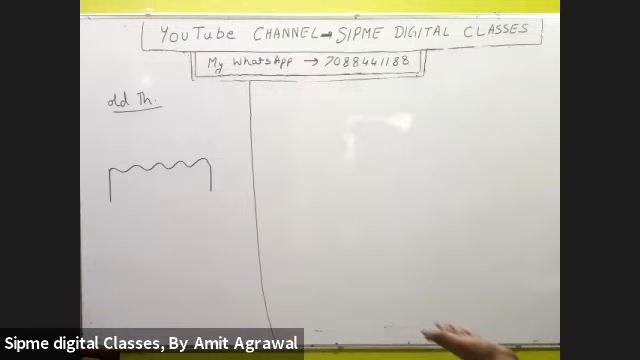 YouTube CHANNEL → SIPME DIGITAL CLASSES
My WhatsApp → 7088441188
old Th.
Sipme digital Classes, By Amit Agrawal